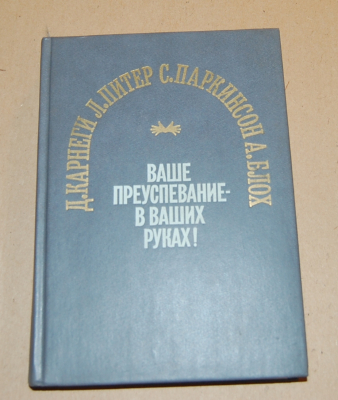 Д.КАРНЕГИ Л.ПИТЕР С.ПАРКИНСОН А.БЛОХ
ВАШЕ
ПРЕУСПЕВАНИЕ-
В ВАШИХ
РУКАХ!